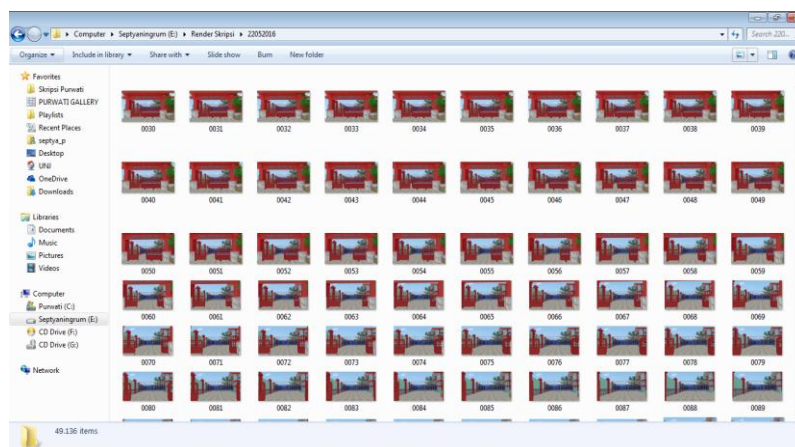 Computer ▸ Septyaningrum (E:) ▸ Render Skripsi ▸ 22052016
Search 220...
Organize Include in library Share with Slide show Burn New folder
Favorites
Skripsi Purwati
PURWATI GALLERY
Playlists
Recent Places
septya_p
Desktop
UNI
OneDrive
Downloads
Libraries
Documents
Music
Pictures
Videos
Computer
Purwati (C:)
Septyaningrum (E:)
CD Drive (F:)
CD Drive (G:)
Network
0030 0031 0032 0033 0034 0035 0036 0037 0038 0039
0040 0041 0042 0043 0044 0045 0046 0047 0048 0049
0050 0051 0052 0053 0054 0055 0056 0057 0058 0059
0060 0061 0062 0063 0064 0065 0066 0067 0068 0069
0070 0071 0072 0073 0074 0075 0076 0077 0078 0079
0080 0081 0082 0083 0084 0085 0086 0087 0088 0089
49.136 items